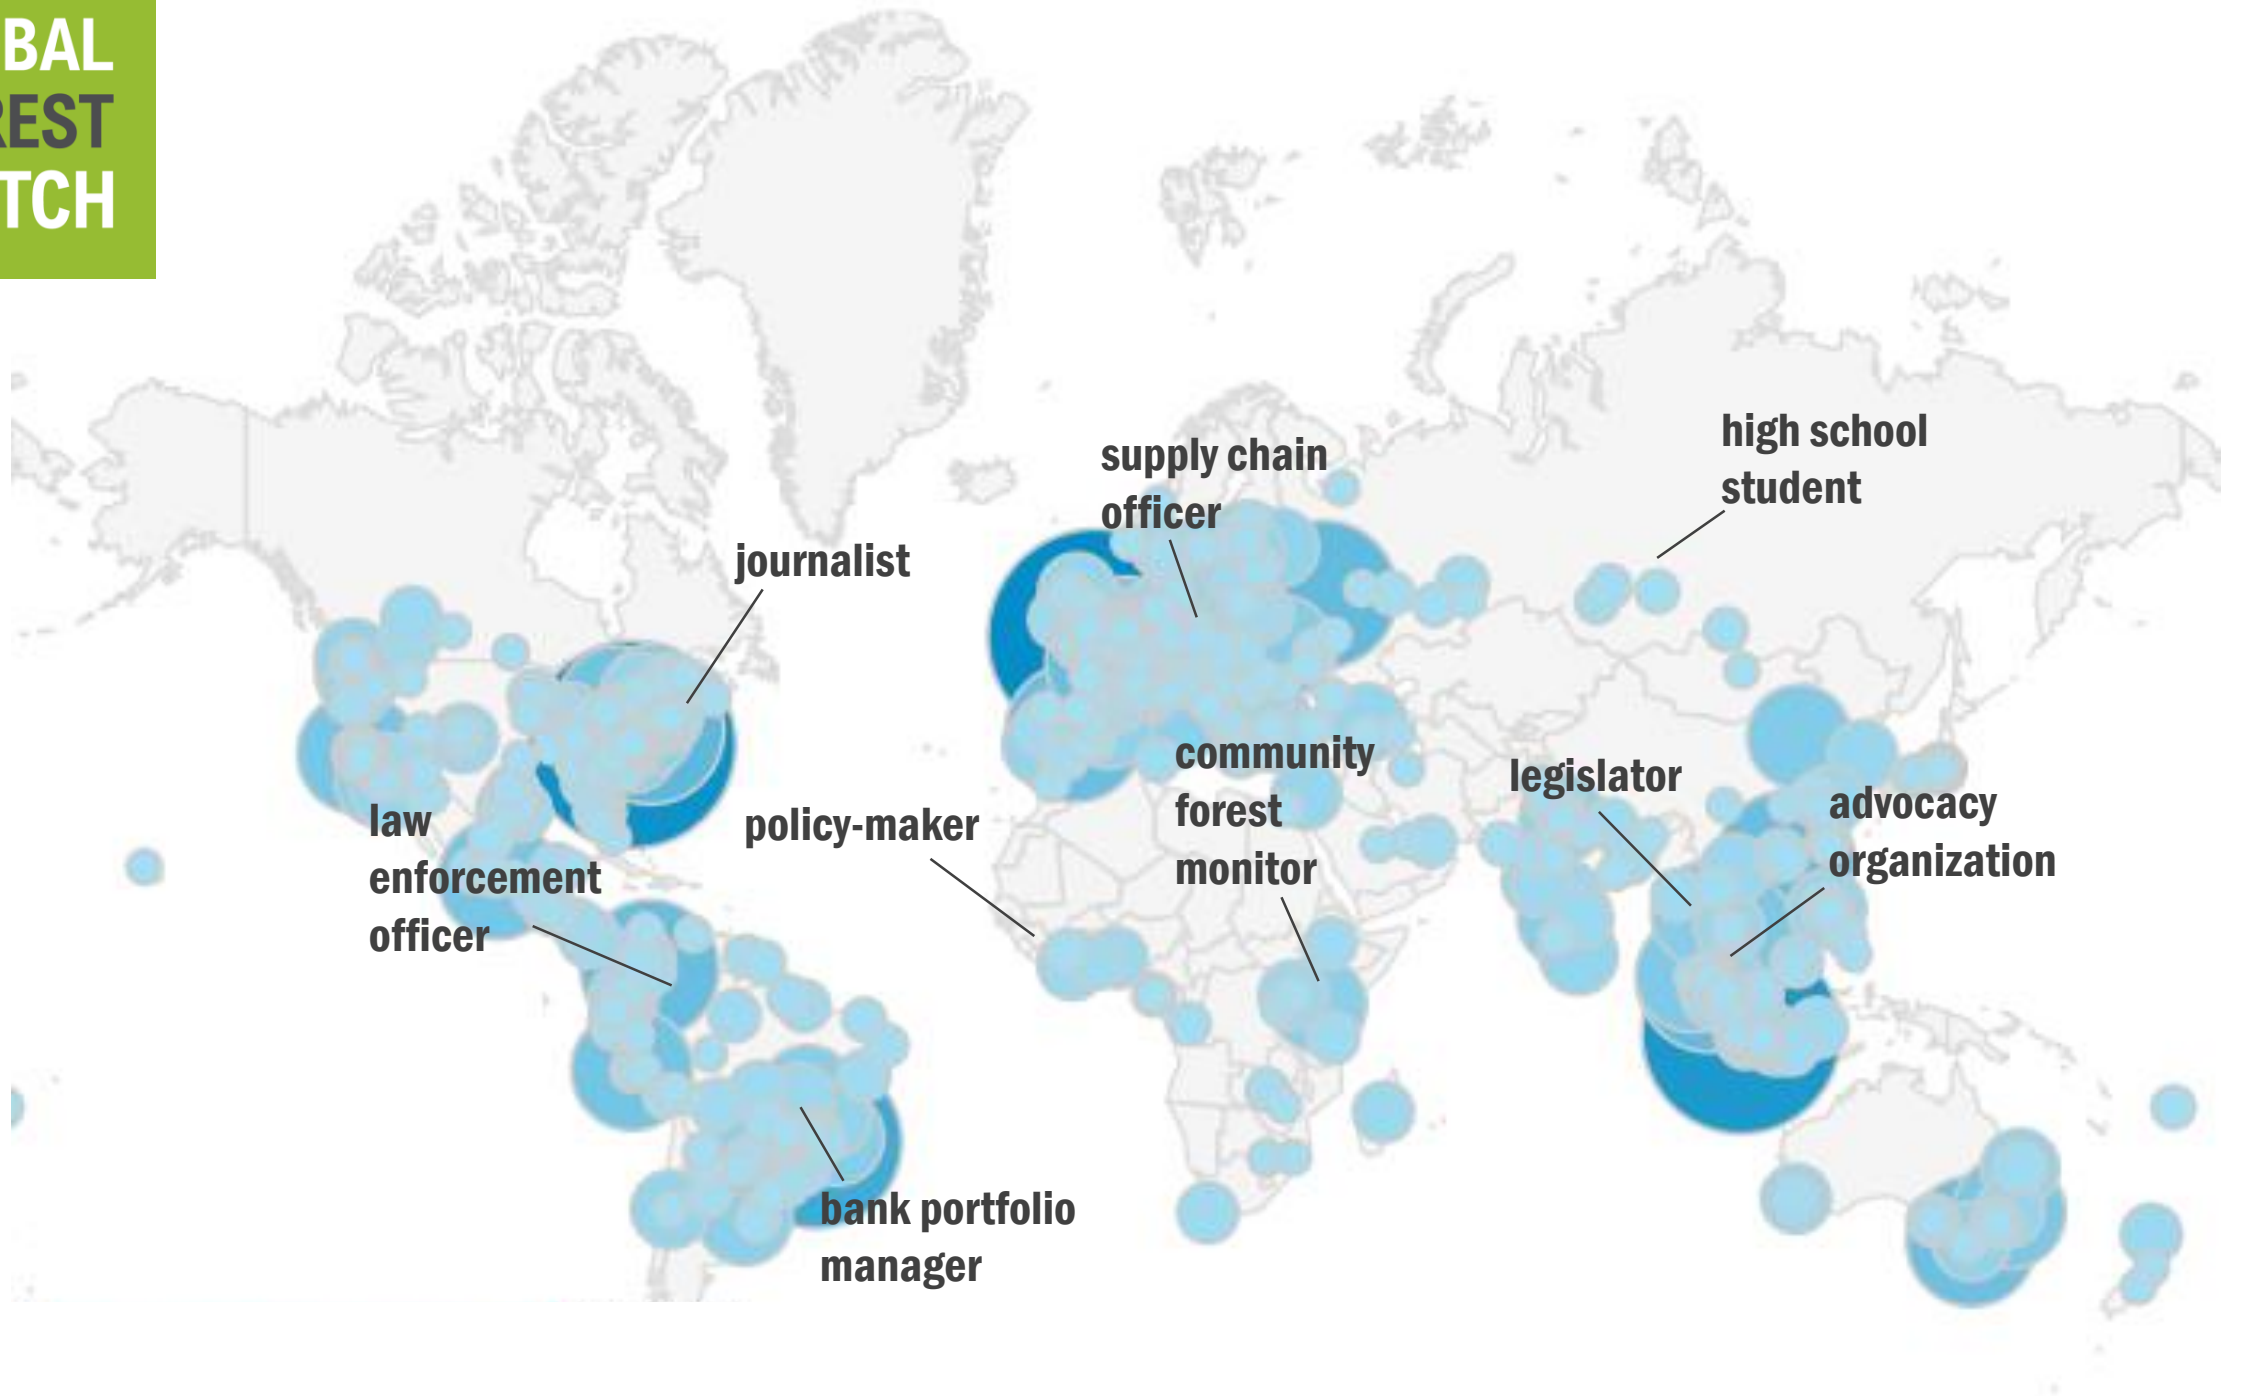 BAL
REST
TCH
high school
student
supply chain
officer
journalist
community
forest
monitor
legislator
advocacy
organization
law
enforcement
officer
policy-maker
bank portfolio
manager